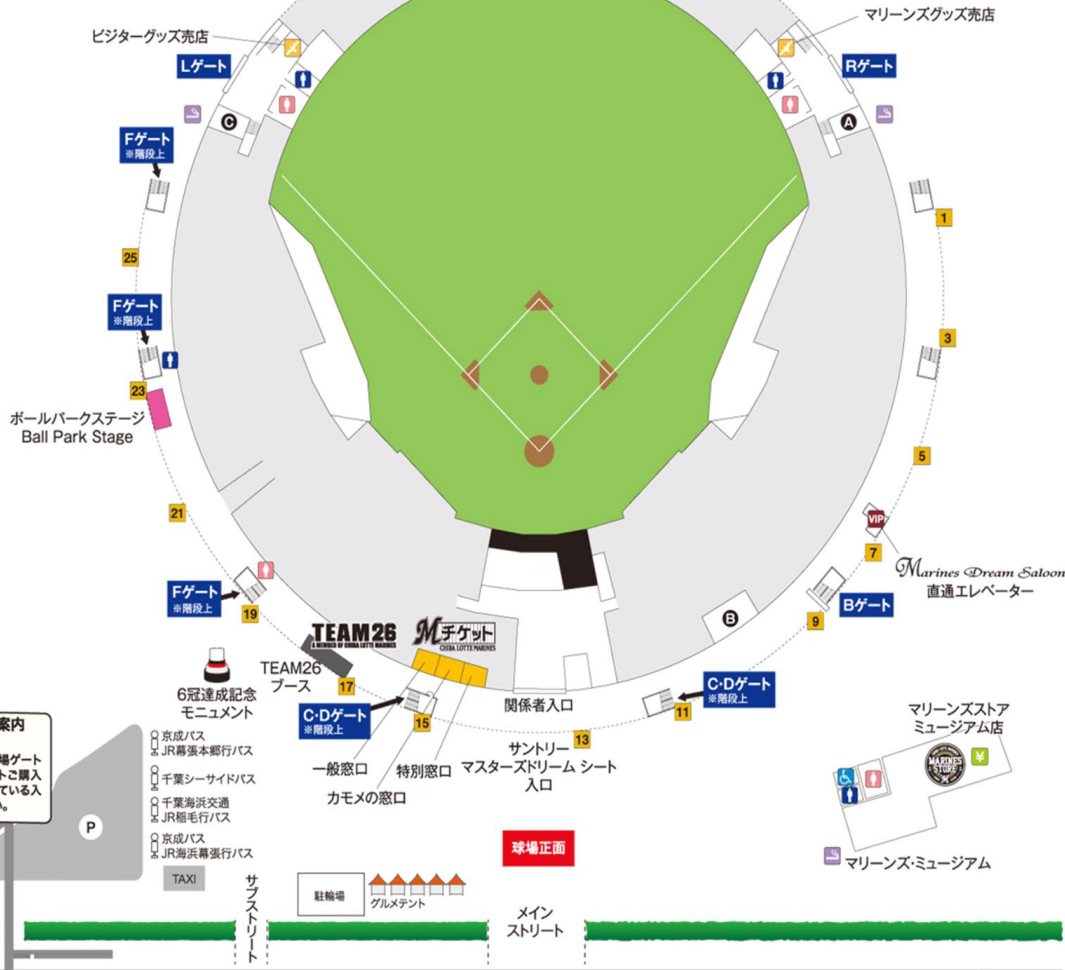 マリーンズグッズ売店
ビジターグッズ売店
Lゲート
Rゲート
C
A
Fゲート
※階段上
1
25
Fゲート
※階段上
3
23
ボールパークステージ
Ball Park Stage
5
21
VIP
7
Marines Dream Saloon
直通エレベーター
Fゲート
※階段上
Bゲート
19
B
9
TEAM26
A MEMBER OF CHIBA LOTTE MARINES
Mチケット
CHIBA LOTTE MARINES
TEAM26
ブース
17
6冠達成記念
モニュメント
C・Dゲート
※階段上
15
関係者入口
C・Dゲート
※階段上
11
13
サントリー
マスターズドリーム シート
入口
一般窓口
特別窓口
カモメの窓口
マリーンズストア
ミュージアム店
MARINES
STORE
¥
マリーンズ・ミュージアム
案内
場ゲート
トご購入
ている入
P
京成バス
JR幕張本郷行バス
千葉シーサイドバス
千葉海浜交通
JR稲毛行バス
京成バス
JR海浜幕張行バス
TAXI
球場正面
サブストリート
駐輪場
グルメテント
メイン
ストリート